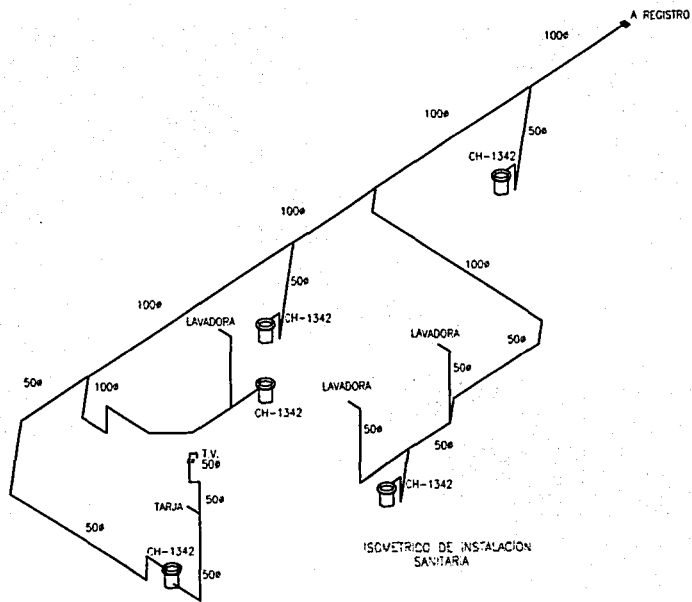 A REGISTRO
100ø
100ø
50ø
CH-1342
100ø
100ø
50ø
100ø
LAVADORA
CH-1342
LAVADORA
50ø
50ø
100ø
LAVADORA
50ø
CH-1342
50ø
50ø
T.V.
50ø
CH-1342
50ø
TARJA
50ø
CH-1342
50ø
ISOMETRICO DE INSTALACION
SANITARIA